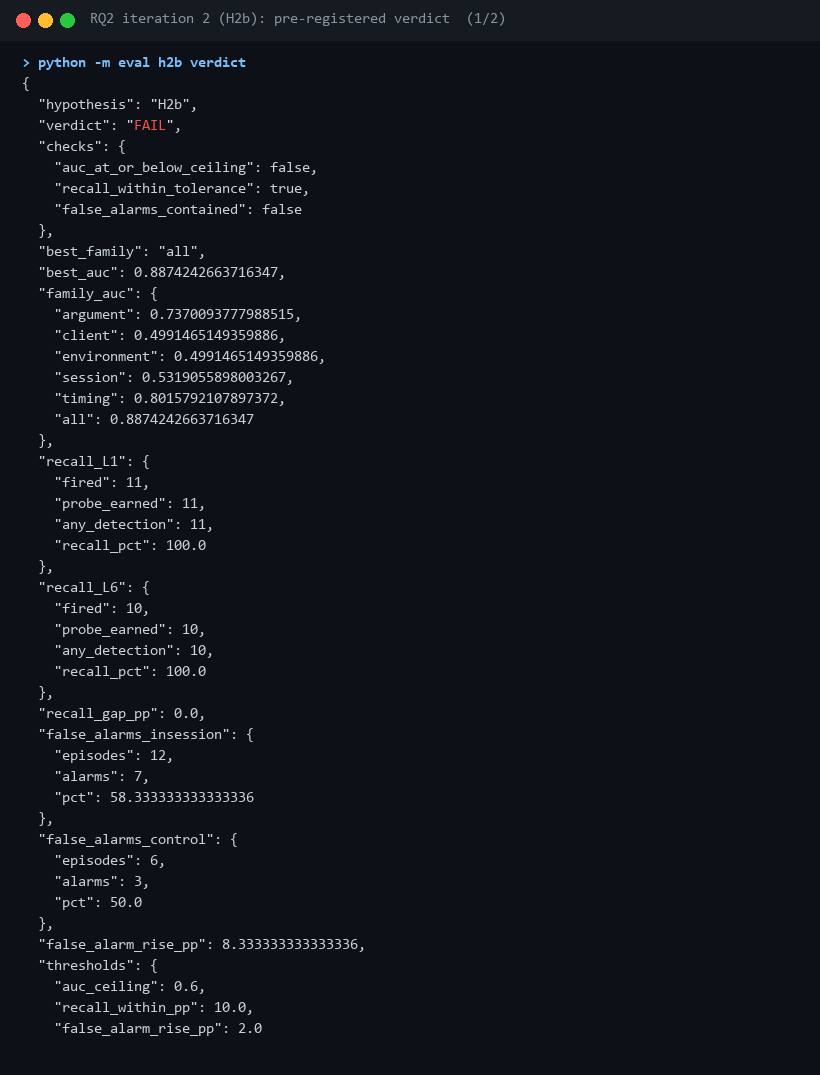 RQ2 iteration 2 (H2b): pre-registered verdict  (1/2)
> python -m eval h2b verdict
{
  "hypothesis": "H2b",
  "verdict": "FAIL",
  "checks": {
    "auc_at_or_below_ceiling": false,
    "recall_within_tolerance": true,
    "false_alarms_contained": false
  },
  "best_family": "all",
  "best_auc": 0.8874242663716347,
  "family_auc": {
    "argument": 0.7370093777988515,
    "client": 0.4991465149359886,
    "environment": 0.4991465149359886,
    "session": 0.5319055898003267,
    "timing": 0.8015792107897372,
    "all": 0.8874242663716347
  },
  "recall_L1": {
    "fired": 11,
    "probe_earned": 11,
    "any_detection": 11,
    "recall_pct": 100.0
  },
  "recall_L6": {
    "fired": 10,
    "probe_earned": 10,
    "any_detection": 10,
    "recall_pct": 100.0
  },
  "recall_gap_pp": 0.0,
  "false_alarms_insession": {
    "episodes": 12,
    "alarms": 7,
    "pct": 58.333333333333336
  },
  "false_alarms_control": {
    "episodes": 6,
    "alarms": 3,
    "pct": 50.0
  },
  "false_alarm_rise_pp": 8.333333333333336,
  "thresholds": {
    "auc_ceiling": 0.6,
    "recall_within_pp": 10.0,
    "false_alarm_rise_pp": 2.0